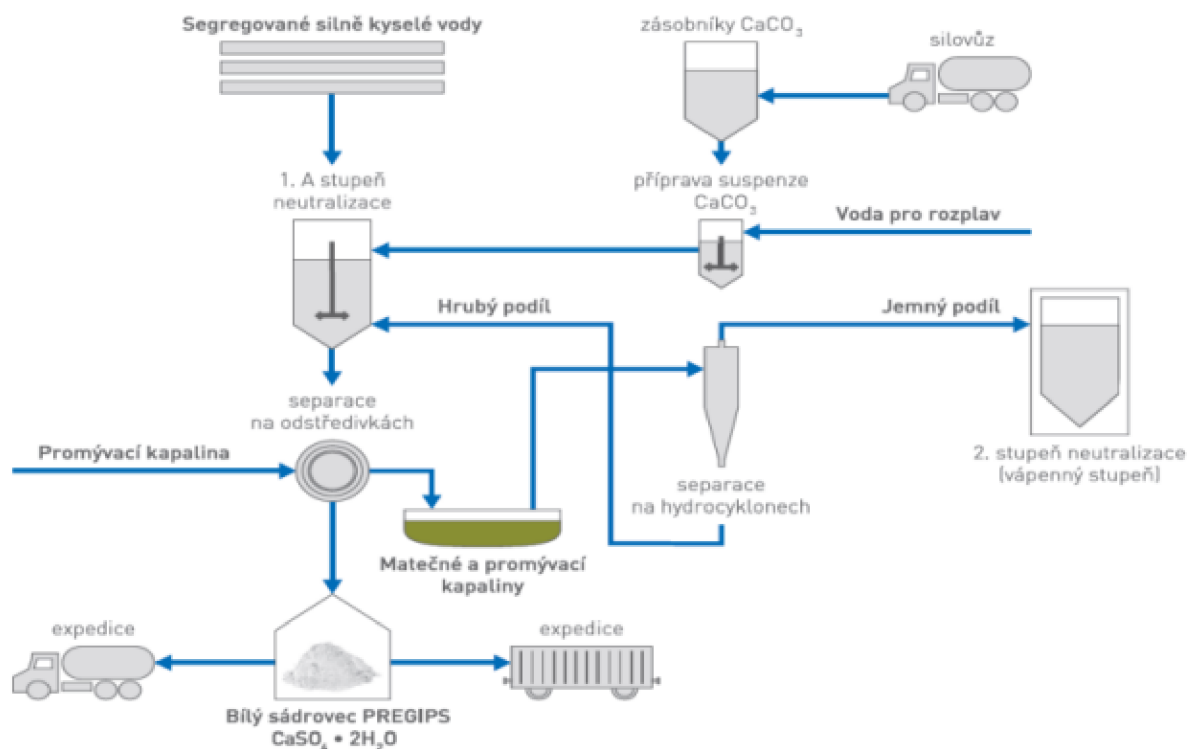 Segregované silně kyselé vody
zásobníky CaCO₃
silovůz
1. A stupeň
neutralizace
příprava suspenze
CaCO₃
Voda pro rozplav
Hrubý podíl
Jemný podíl
separace
na odstředivkách
Promývací kapalina
2. stupeň neutralizace
(vápenný stupeň)
separace
na hydrocyklonech
Matečné a promývací
kapaliny
expedice
expedice
Bílý sádrovec PREGIPS
CaSO₄ • 2H₂O